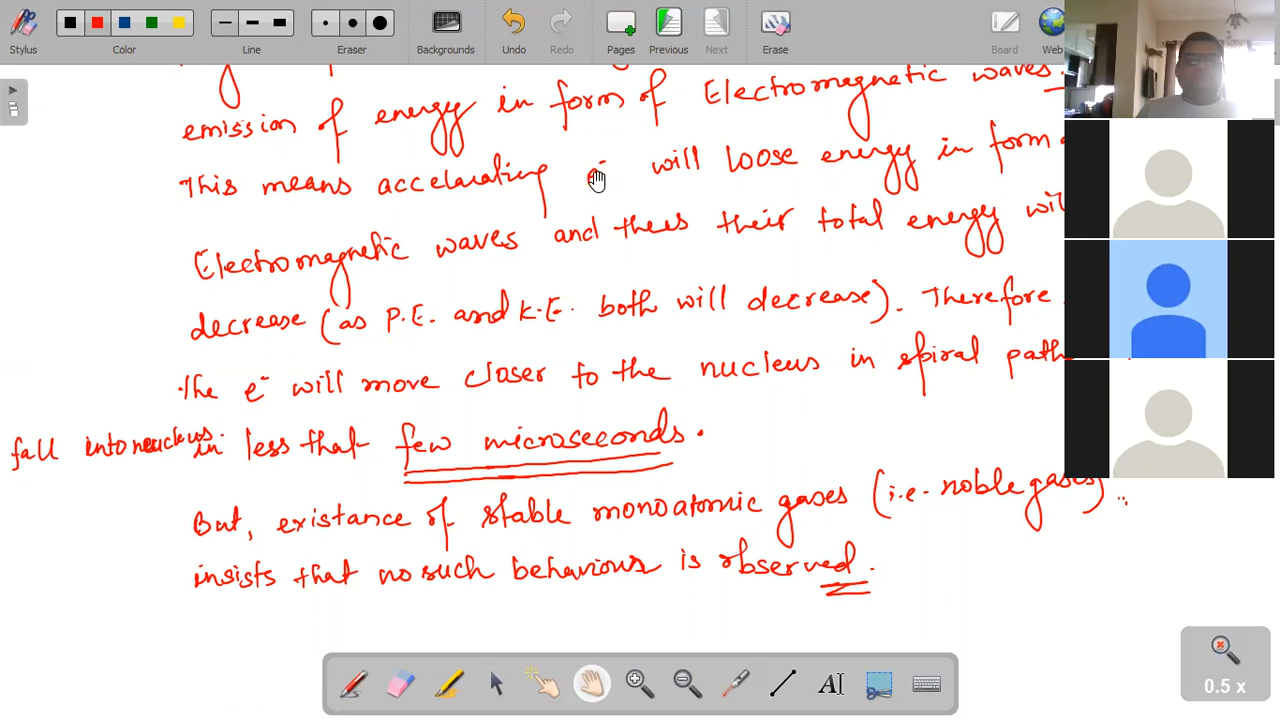 Stylus Color Line Eraser Backgrounds Undo Redo Pages Previous Next Erase Board Web
emission of energy in form of Electromagnetic waves.
This means accelarating e⁻ will loose energy in form
Electromagnetic waves and thees their total energy will
decrease (as P.E. and K.E. both will decrease). Therefore
The e⁻ will move closer to the nucleus in spiral path
fall into nucleus in less that few microseconds.
But, existance of stable monoatomic gases (i.e. noble gases)
insists that no such behaviour is observed.
0.5 x